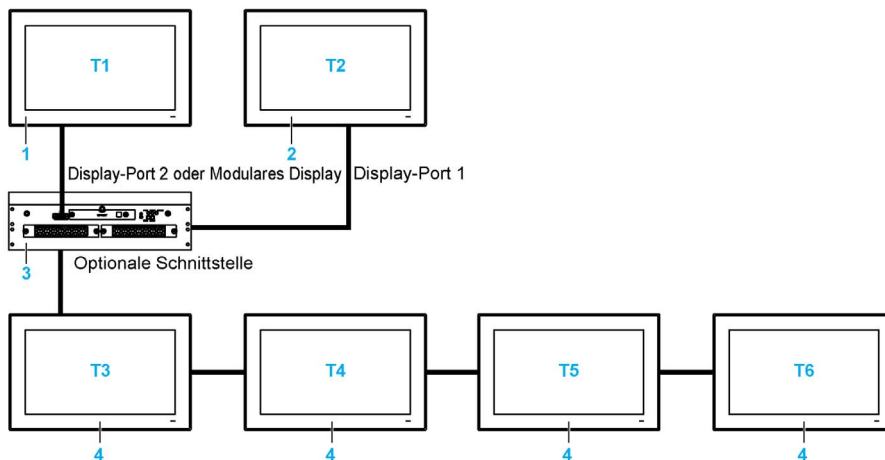 T1
T2
1
2
Display-Port 2 oder Modulares Display
Display-Port 1
3
Optionale Schnittstelle
T3
T4
T5
T6
4
4
4
4